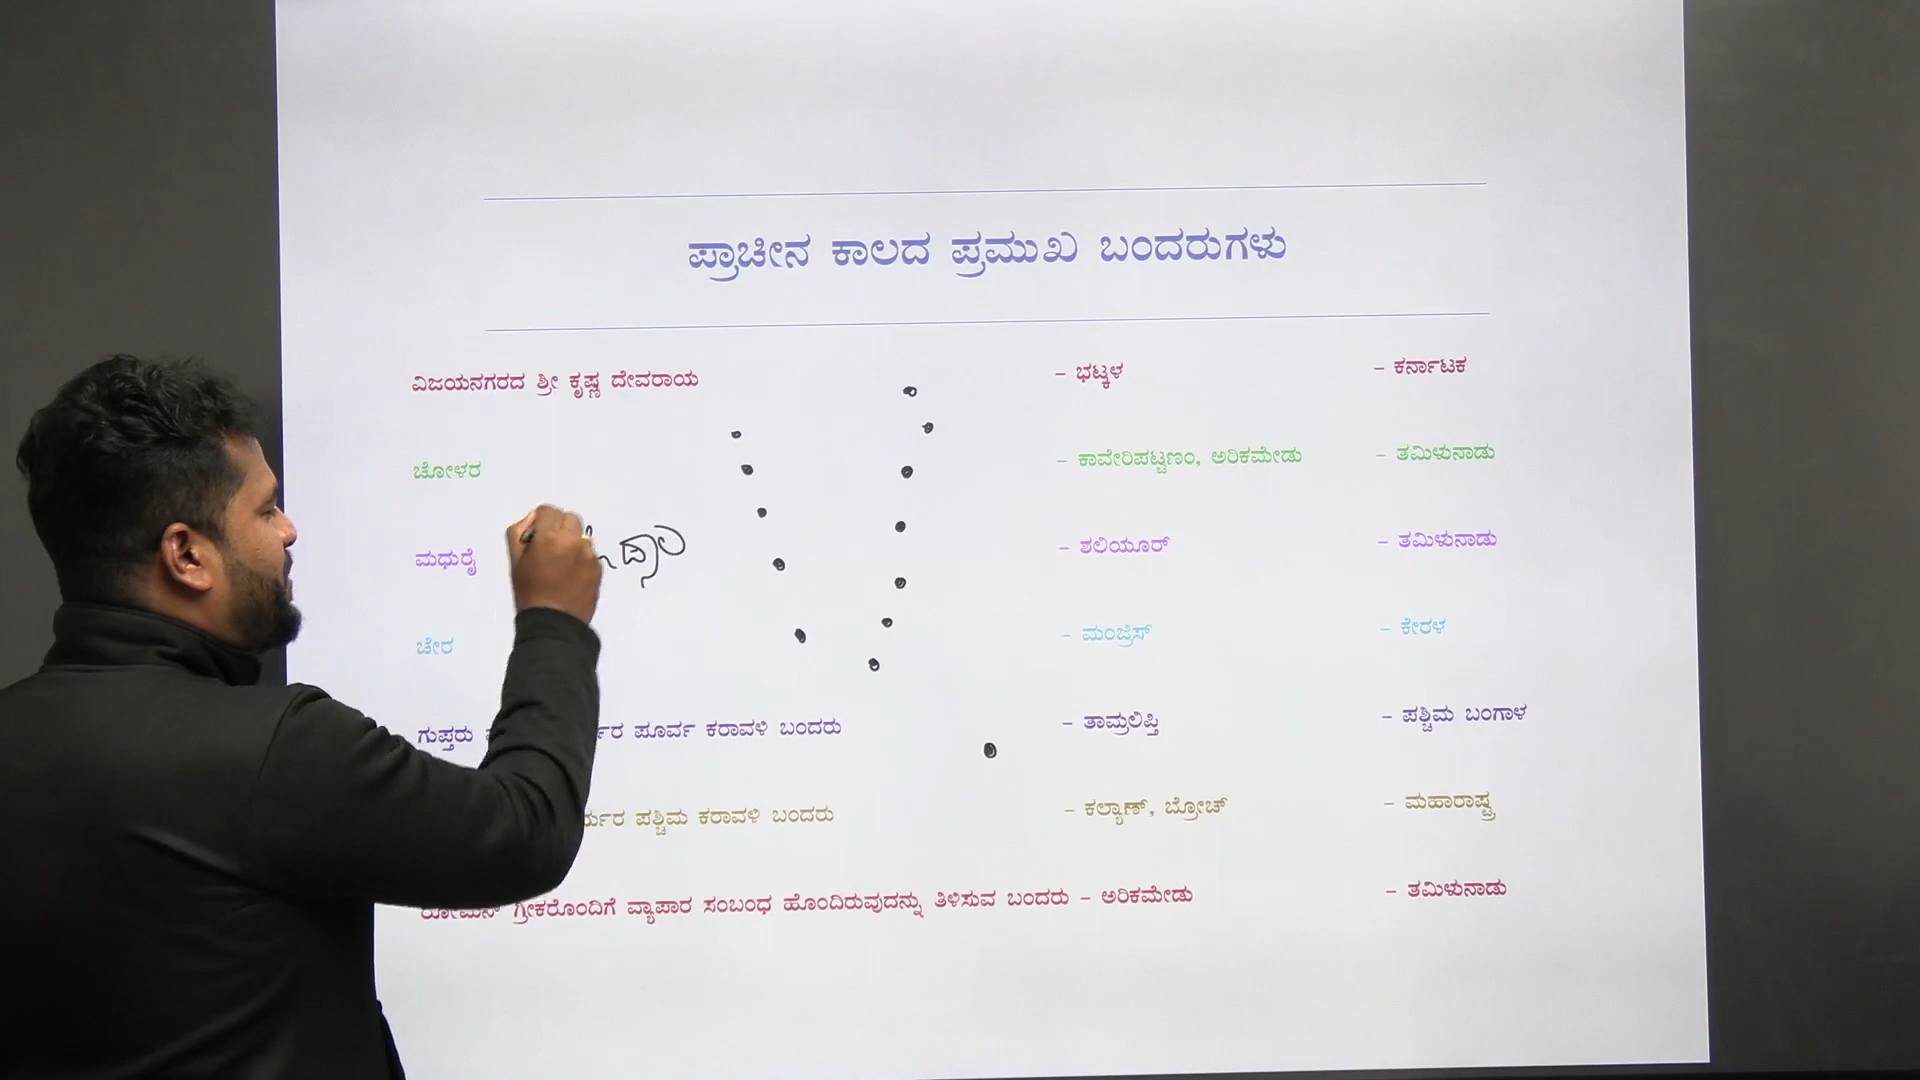 ಪ್ರಾಚೀನ ಕಾಲದ ಪ್ರಮುಖ ಬಂದರುಗಳು
ವಿಜಯನಗರದ ಶ್ರೀ ಕೃಷ್ಣ ದೇವರಾಯ – ಭಟ್ಕಳ – ಕರ್ನಾಟಕ
ಚೋಳರ – ಕಾವೇರಿಪಟ್ಟಣಂ, ಅರಿಕಮೇಡು – ತಮಿಳುನಾಡು
ಮಧುರೈ – ಶಲಿಯೂರ್ – ತಮಿಳುನಾಡು
ಚೇರ – ಮಂಜ್ರಿಸ್ – ಕೇರಳ
ಗುಪ್ತರು ಪೂರ್ವ ಕರಾವಳಿ ಬಂದರು – ತಾಮ್ರಲಿಪ್ತಿ – ಪಶ್ಚಿಮ ಬಂಗಾಳ
ಪಶ್ಚಿಮ ಕರಾವಳಿ ಬಂದರು – ಕಲ್ಯಾಣ್, ಬ್ರೋಚ್ – ಮಹಾರಾಷ್ಟ್ರ
ರೋಮನ್ ಗ್ರೀಕರೊಂದಿಗೆ ವ್ಯಾಪಾರ ಸಂಬಂಧ ಹೊಂದಿರುವುದನ್ನು ತಿಳಿಸುವ ಬಂದರು – ಅರಿಕಮೇಡು – ತಮಿಳುನಾಡು